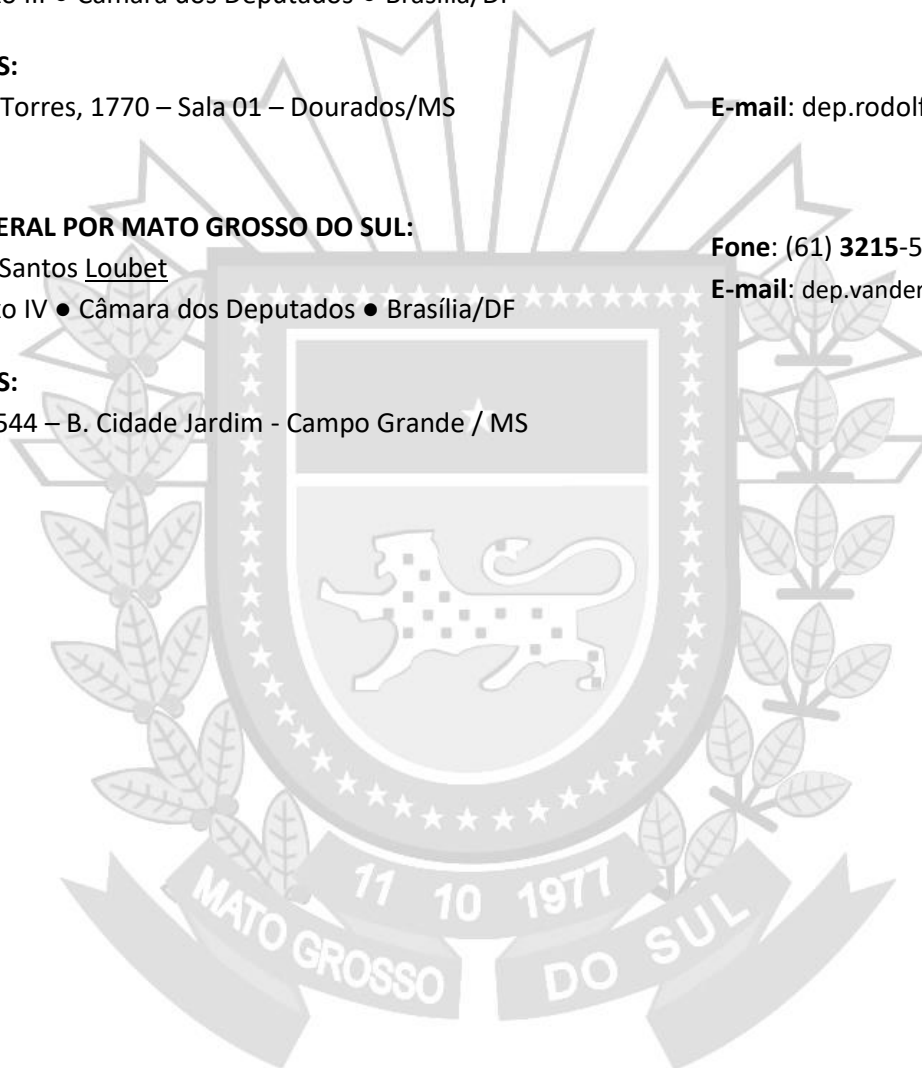 to III ● Câmara dos Deputados ● Brasília/DF
S:
Torres, 1770 – Sala 01 – Dourados/MS
E-mail: dep.rodolf
ERAL POR MATO GROSSO DO SUL:
Santos Loubet
to IV ● Câmara dos Deputados ● Brasília/DF
Fone: (61) 3215-5
E-mail: dep.vander
S:
544 – B. Cidade Jardim - Campo Grande / MS
11 10 1977
MATO GROSSO DO SUL